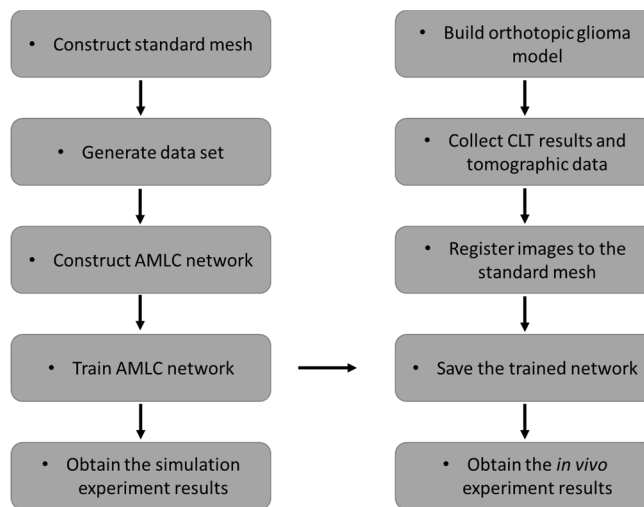 • Construct standard mesh
• Generate data set
• Construct AMLC network
• Train AMLC network
• Obtain the simulation
experiment results
• Build orthotopic glioma
model
• Collect CLT results and
tomographic data
• Register images to the
standard mesh
• Save the trained network
• Obtain the in vivo
experiment results